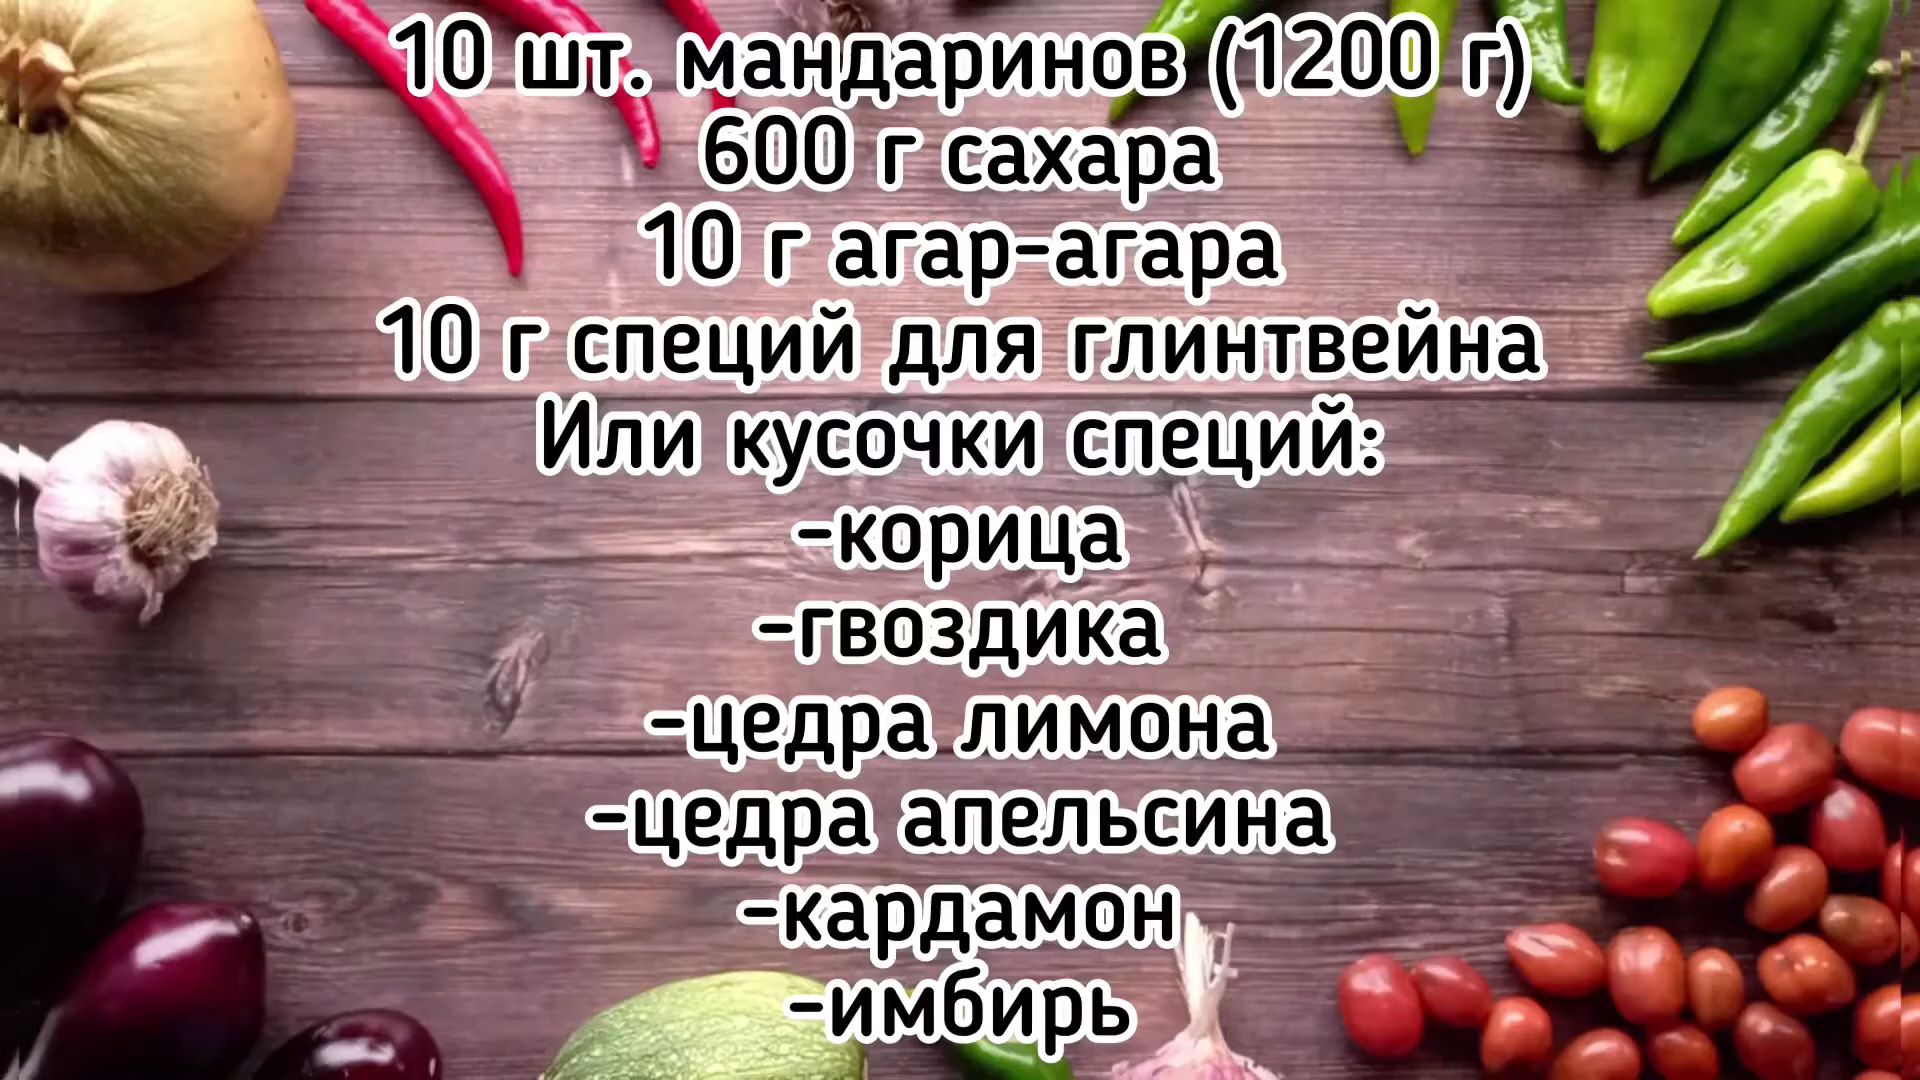 10 шт. мандаринов (1200 г)
600 г сахара
10 г агар-агара
10 г специй для глинтвейна
Или кусочки специй:
-корица
-гвоздика
-цедра лимона
-цедра апельсина
-кардамон
-имбирь